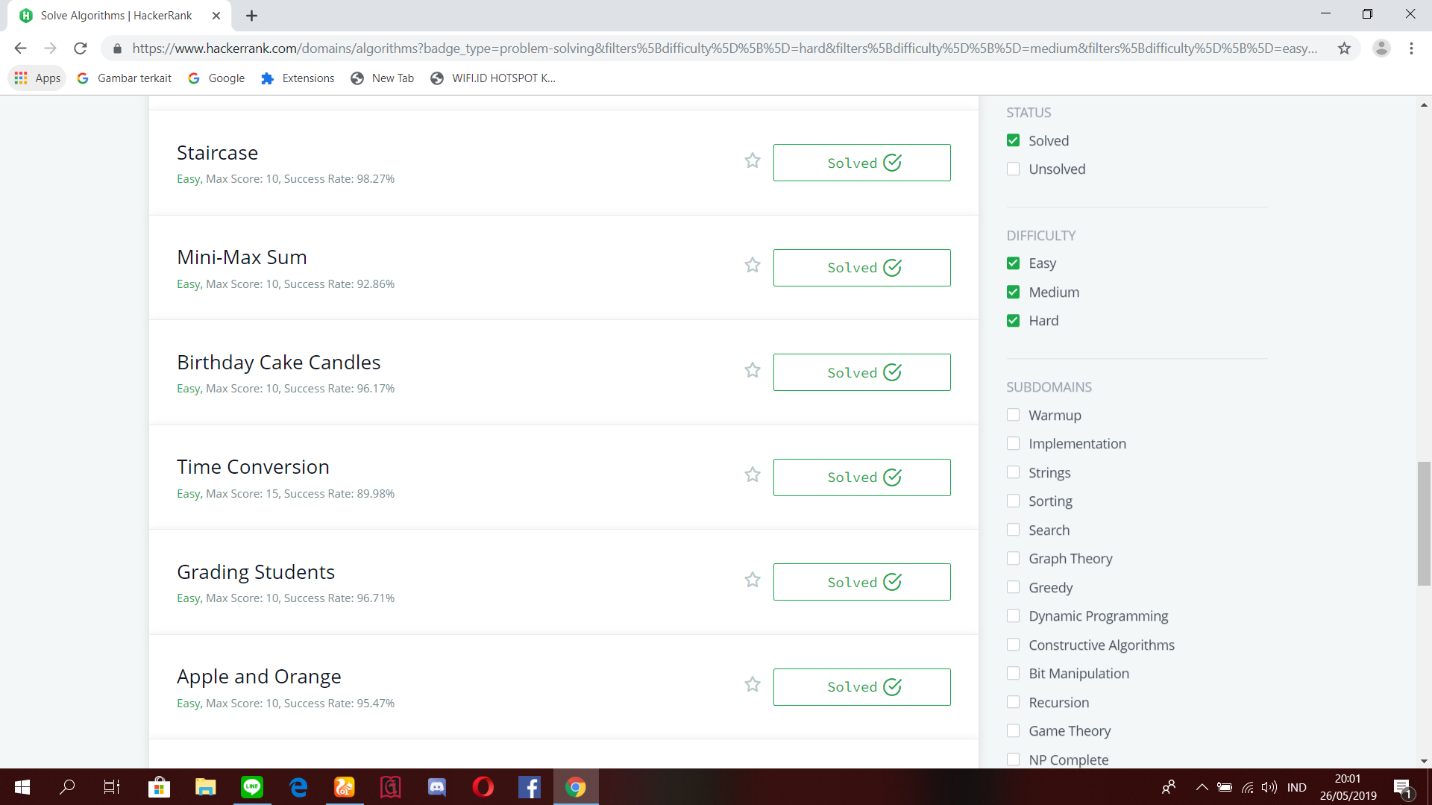 Solve Algorithms | HackerRank
https://www.hackerrank.com/domains/algorithms?badge_type=problem-solving&filters%5Bdifficulty%5D%5B%5D=hard&filters%5Bdifficulty%5D%5B%5D=medium&filters%5Bdifficulty%5D%5B%5D=easy...
Apps Gambar terkait Google Extensions New Tab WIFI.ID HOTSPOT K...
Staircase
Easy, Max Score: 10, Success Rate: 98.27%
Solved
Mini-Max Sum
Easy, Max Score: 10, Success Rate: 92.86%
Solved
Birthday Cake Candles
Easy, Max Score: 10, Success Rate: 96.17%
Solved
Time Conversion
Easy, Max Score: 15, Success Rate: 89.98%
Solved
Grading Students
Easy, Max Score: 10, Success Rate: 96.71%
Solved
Apple and Orange
Easy, Max Score: 10, Success Rate: 95.47%
Solved
STATUS
Solved
Unsolved
DIFFICULTY
Easy
Medium
Hard
SUBDOMAINS
Warmup
Implementation
Strings
Sorting
Search
Graph Theory
Greedy
Dynamic Programming
Constructive Algorithms
Bit Manipulation
Recursion
Game Theory
NP Complete
LINE
IND
20:01
26/05/2019
1